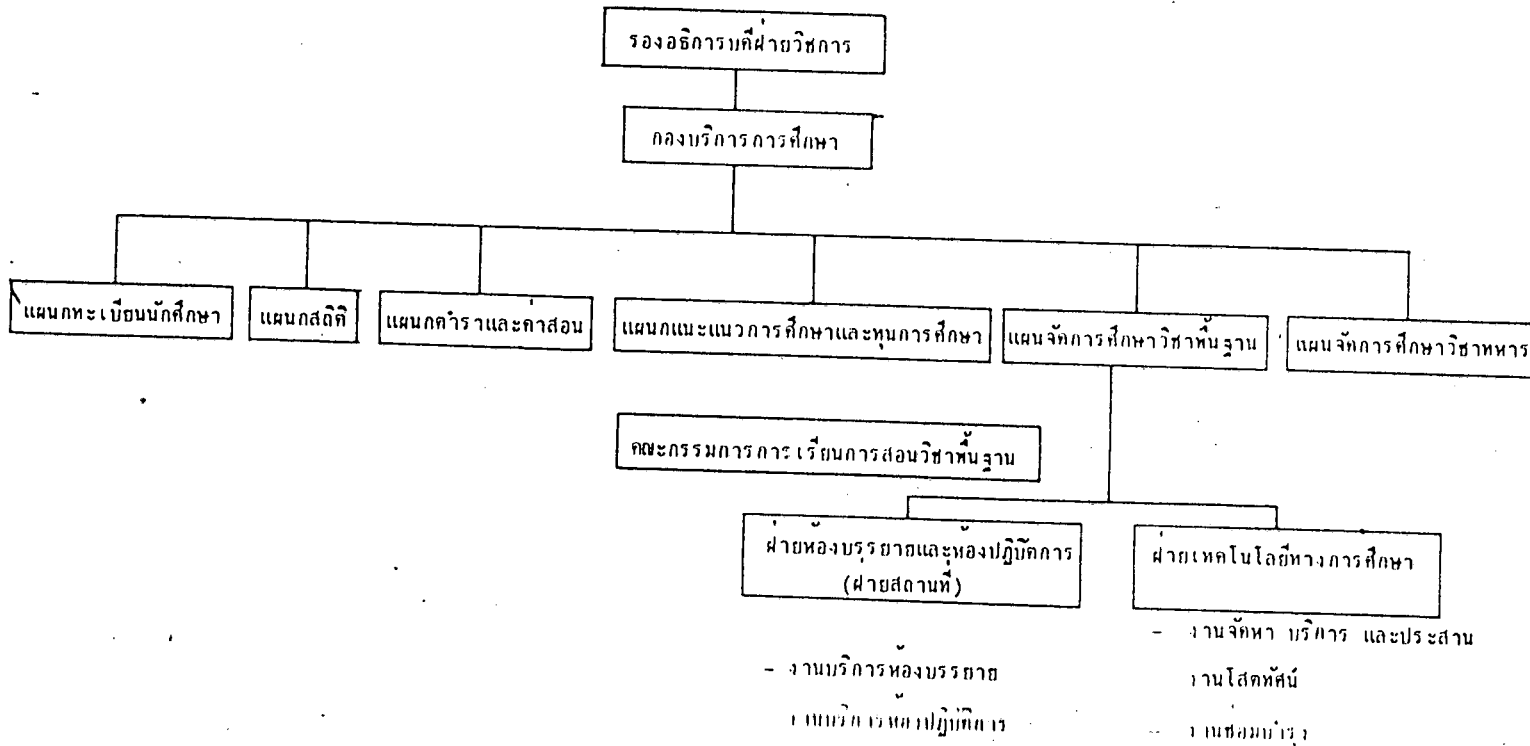 รองอธิการบดีฝ่ายวิชการ
กองบริการการศึกษา
แผนกทะเบียนนักศึกษา
แผนกสถิติ
แผนกตำราและคำสอน
แผนกแนะแนวการศึกษาและทุนการศึกษา
แผนจัดการศึกษาวิชาพื้นฐาน
แผนจัดการศึกษาวิชาทหาร
คณะกรรมการการเรียนการสอนวิชาพื้นฐาน
ฝ่ายห้องบรรยายและห้องปฏิบัติการ
(ฝ่ายสถานที่)
ฝ่ายเทคโนโลยีทางการศึกษา
- งานบริการห้องบรรยาย
งานบริการห้องปฏิบัติการ
- งานจัดหา บริการ และประสาน
งานโสตทัศน์
- งานซ่อมบำรุง